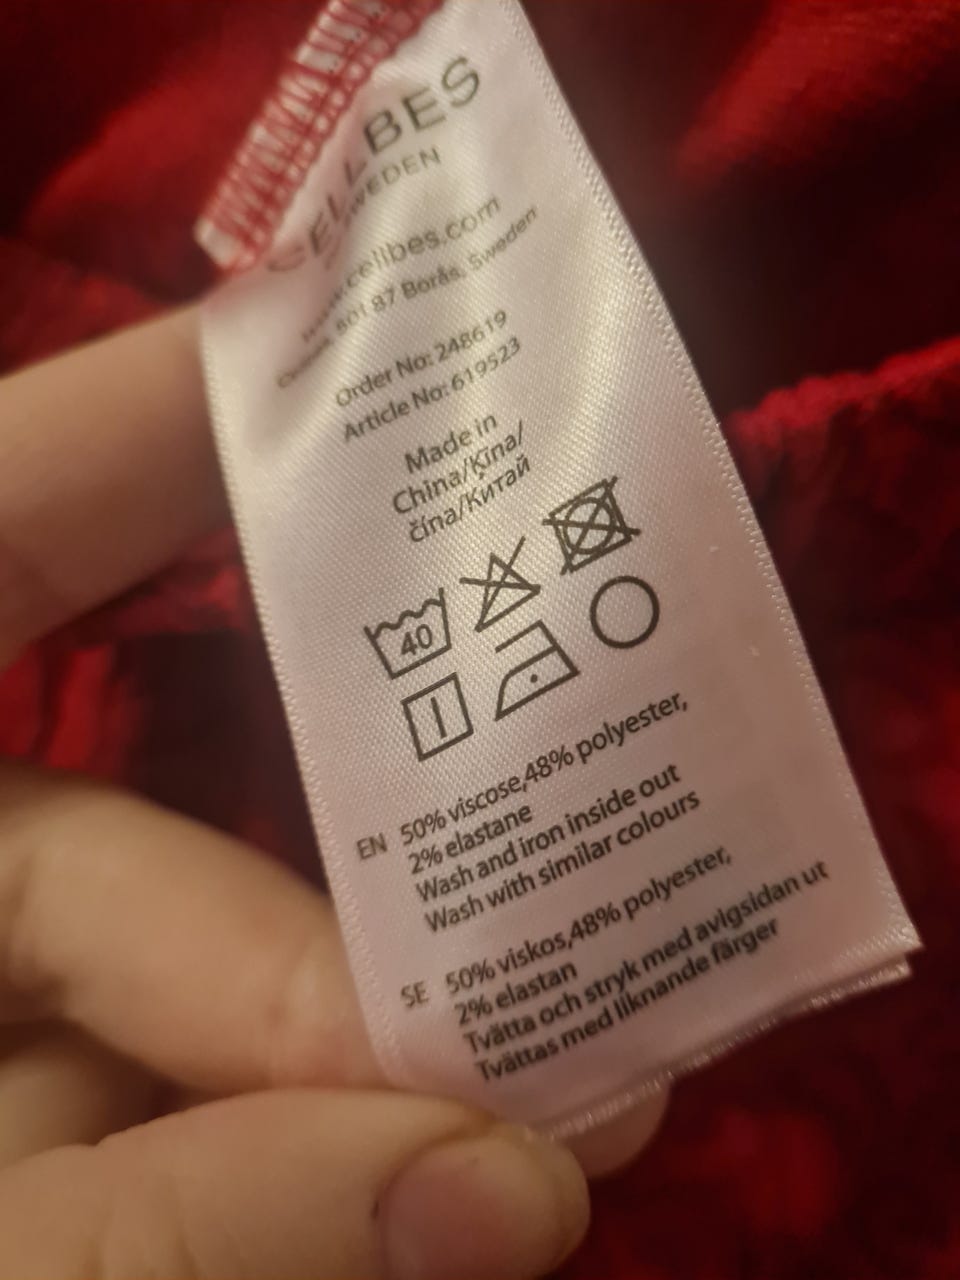 CELLBES
SWEDEN
www.cellbes.com
501 87 Borås, Sweden
Order No: 248619
Article No: 619523
Made in
China/Ķīna/
čína/Китай
40
EN 50% viscose,48% polyester,
2% elastane
Wash and iron inside out
Wash with similar colours
SE 50% viskos,48% polyester,
2% elastan
Tvätta och stryk med avigsidan ut
Tvättas med liknande färger